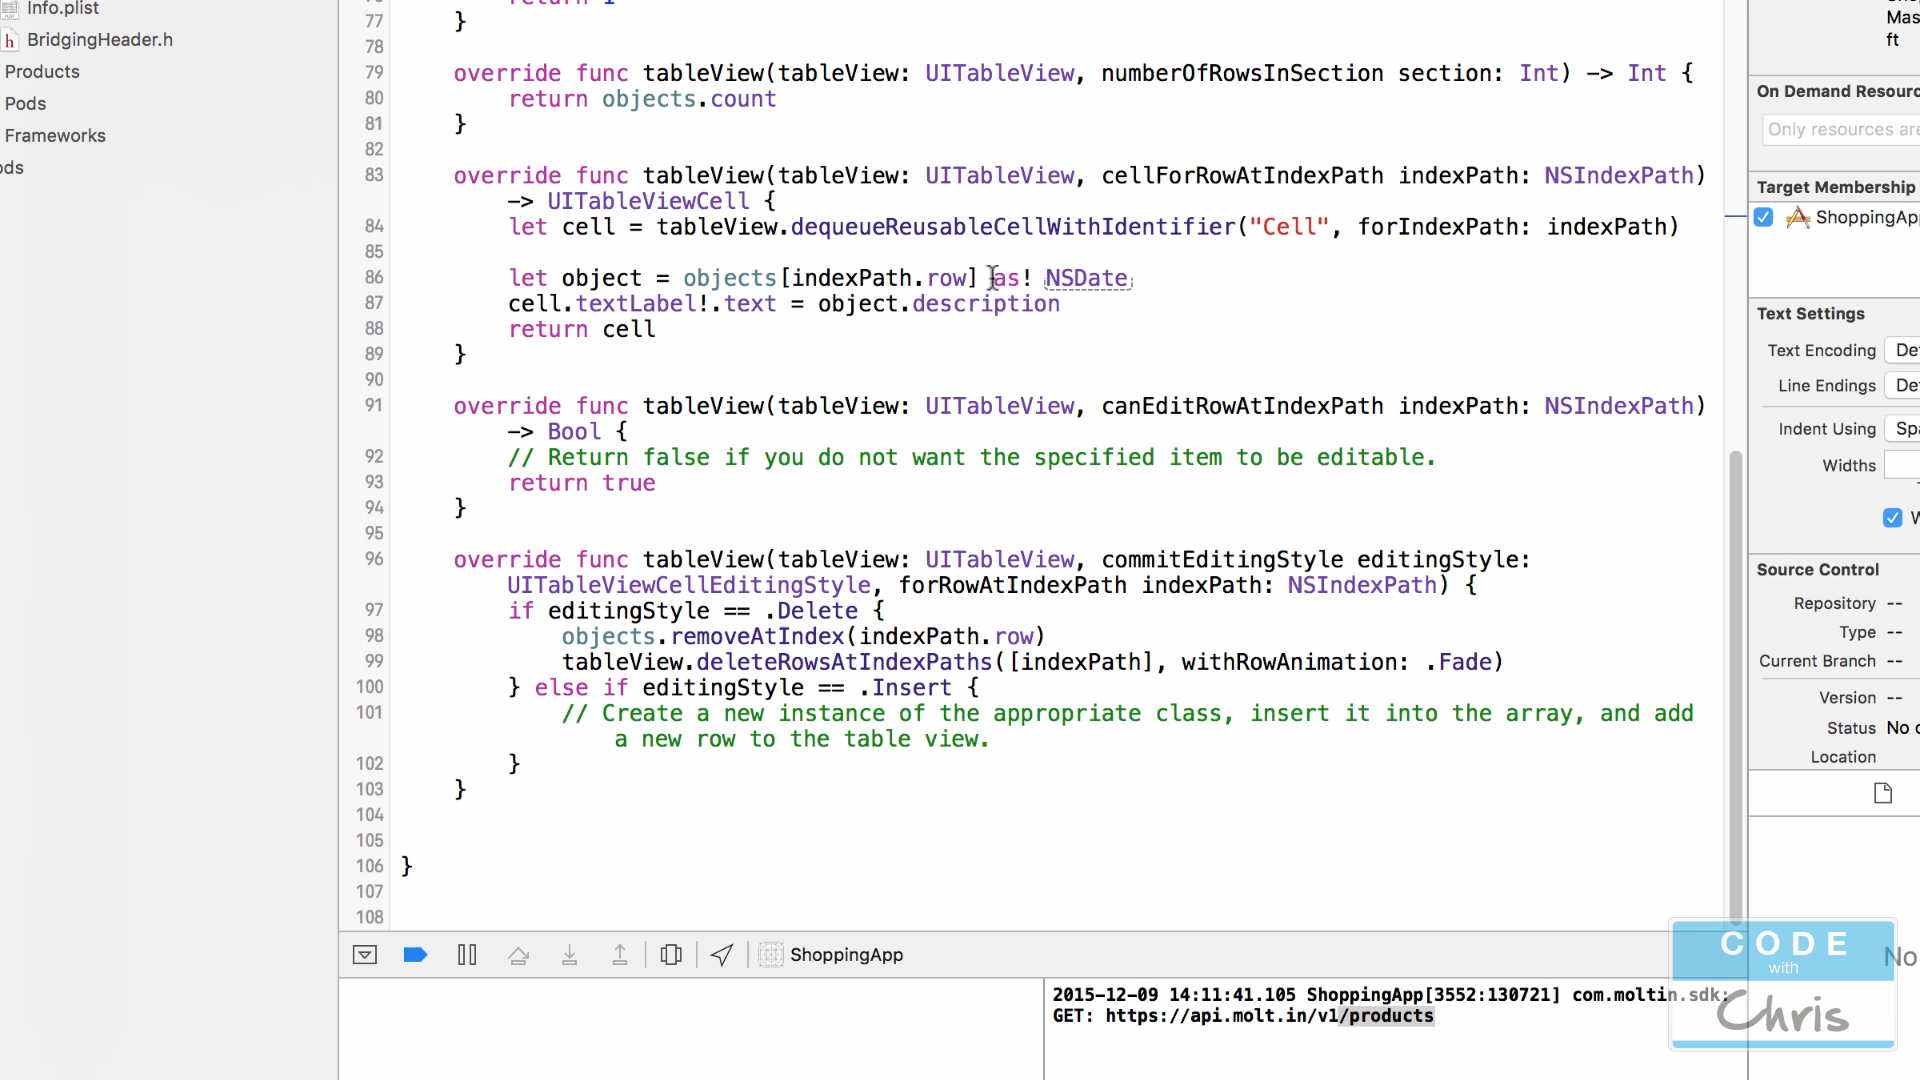 Info.plist
h BridgingHeader.h
Products
Pods
Frameworks
ods
77 }
78
79 override func tableView(tableView: UITableView, numberOfRowsInSection section: Int) -> Int {
80 return objects.count
81 }
82
83 override func tableView(tableView: UITableView, cellForRowAtIndexPath indexPath: NSIndexPath)
-> UITableViewCell {
84 let cell = tableView.dequeueReusableCellWithIdentifier("Cell", forIndexPath: indexPath)
85
86 let object = objects[indexPath.row] as! NSDate
87 cell.textLabel!.text = object.description
88 return cell
89 }
90
91 override func tableView(tableView: UITableView, canEditRowAtIndexPath indexPath: NSIndexPath)
-> Bool {
92 // Return false if you do not want the specified item to be editable.
93 return true
94 }
95
96 override func tableView(tableView: UITableView, commitEditingStyle editingStyle:
UITableViewCellEditingStyle, forRowAtIndexPath indexPath: NSIndexPath) {
97 if editingStyle == .Delete {
98 objects.removeAtIndex(indexPath.row)
99 tableView.deleteRowsAtIndexPaths([indexPath], withRowAnimation: .Fade)
100 } else if editingStyle == .Insert {
101 // Create a new instance of the appropriate class, insert it into the array, and add
a new row to the table view.
102 }
103 }
104
105
106 }
107
108
ShoppingApp
2015-12-09 14:11:41.105 ShoppingApp[3552:130721] com.moltin.sdk:
GET: https://api.molt.in/v1/products
Mas
ft
On Demand Resourc
Only resources are
Target Membership
ShoppingApp
Text Settings
Text Encoding De
Line Endings De
Indent Using Spa
Widths
W
Source Control
Repository --
Type --
Current Branch --
Version --
Status No c
Location
No
CODE
with
Chris